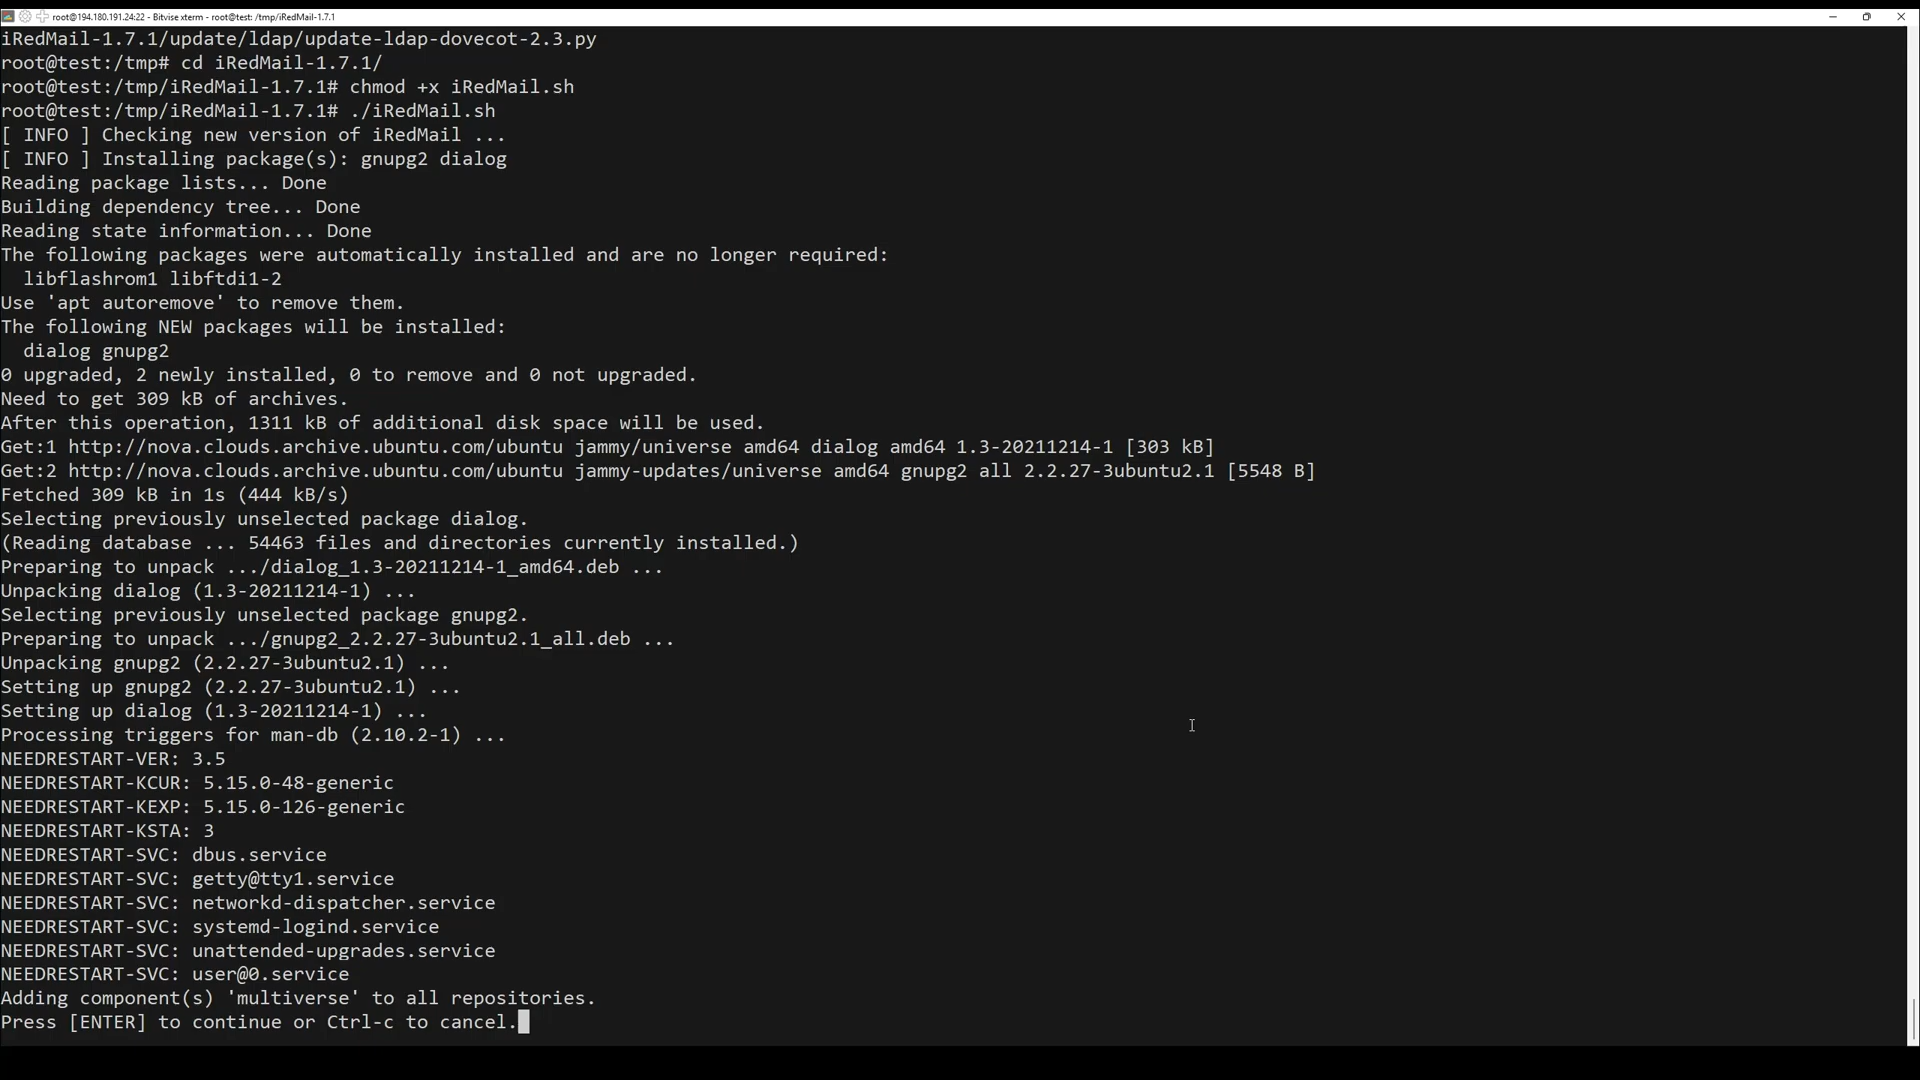 root@194.180.191.24:22 - Bitvise xterm - root@test: /tmp/iRedMail-1.7.1
iRedMail-1.7.1/update/ldap/update-ldap-dovecot-2.3.py
root@test:/tmp# cd iRedMail-1.7.1/
root@test:/tmp/iRedMail-1.7.1# chmod +x iRedMail.sh
root@test:/tmp/iRedMail-1.7.1# ./iRedMail.sh
[ INFO ] Checking new version of iRedMail ...
[ INFO ] Installing package(s): gnupg2 dialog
Reading package lists... Done
Building dependency tree... Done
Reading state information... Done
The following packages were automatically installed and are no longer required:
  libflashrom1 libftdi1-2
Use 'apt autoremove' to remove them.
The following NEW packages will be installed:
  dialog gnupg2
0 upgraded, 2 newly installed, 0 to remove and 0 not upgraded.
Need to get 309 kB of archives.
After this operation, 1311 kB of additional disk space will be used.
Get:1 http://nova.clouds.archive.ubuntu.com/ubuntu jammy/universe amd64 dialog amd64 1.3-20211214-1 [303 kB]
Get:2 http://nova.clouds.archive.ubuntu.com/ubuntu jammy-updates/universe amd64 gnupg2 all 2.2.27-3ubuntu2.1 [5548 B]
Fetched 309 kB in 1s (444 kB/s)
Selecting previously unselected package dialog.
(Reading database ... 54463 files and directories currently installed.)
Preparing to unpack .../dialog_1.3-20211214-1_amd64.deb ...
Unpacking dialog (1.3-20211214-1) ...
Selecting previously unselected package gnupg2.
Preparing to unpack .../gnupg2_2.2.27-3ubuntu2.1_all.deb ...
Unpacking gnupg2 (2.2.27-3ubuntu2.1) ...
Setting up gnupg2 (2.2.27-3ubuntu2.1) ...
Setting up dialog (1.3-20211214-1) ...
Processing triggers for man-db (2.10.2-1) ...
NEEDRESTART-VER: 3.5
NEEDRESTART-KCUR: 5.15.0-48-generic
NEEDRESTART-KEXP: 5.15.0-126-generic
NEEDRESTART-KSTA: 3
NEEDRESTART-SVC: dbus.service
NEEDRESTART-SVC: getty@tty1.service
NEEDRESTART-SVC: networkd-dispatcher.service
NEEDRESTART-SVC: systemd-logind.service
NEEDRESTART-SVC: unattended-upgrades.service
NEEDRESTART-SVC: user@0.service
Adding component(s) 'multiverse' to all repositories.
Press [ENTER] to continue or Ctrl-c to cancel.